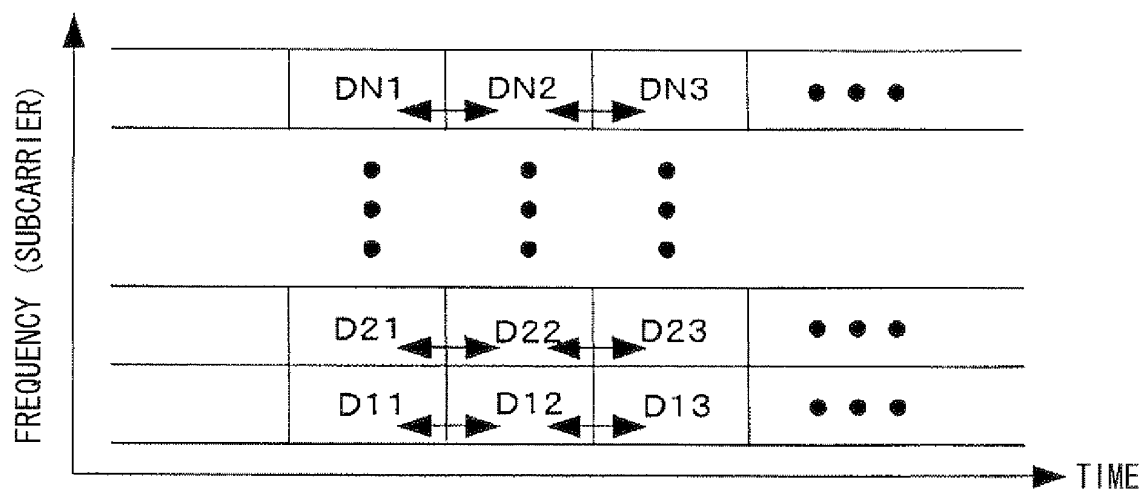 FREQUENCY (SUBCARRIER)
DN1 DN2 DN3
D21 D22 D23
D11 D12 D13
TIME